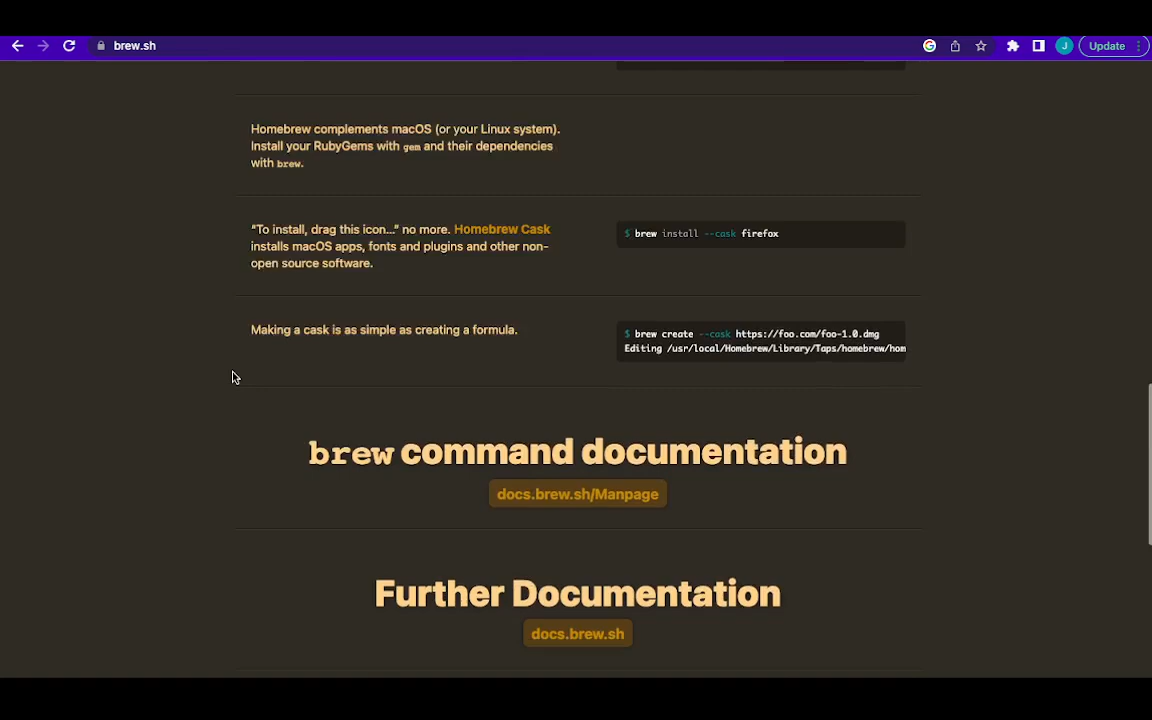 brew.sh
J
Update
Homebrew complements macOS (or your Linux system).
Install your RubyGems with gem and their dependencies
with brew.
“To install, drag this icon…” no more. Homebrew Cask
installs macOS apps, fonts and plugins and other non-
open source software.
$ brew install --cask firefox
Making a cask is as simple as creating a formula.
$ brew create --cask https://foo.com/foo-1.0.dmg
Editing /usr/local/Homebrew/Library/Taps/homebrew/hom
brew command documentation
docs.brew.sh/Manpage
Further Documentation
docs.brew.sh